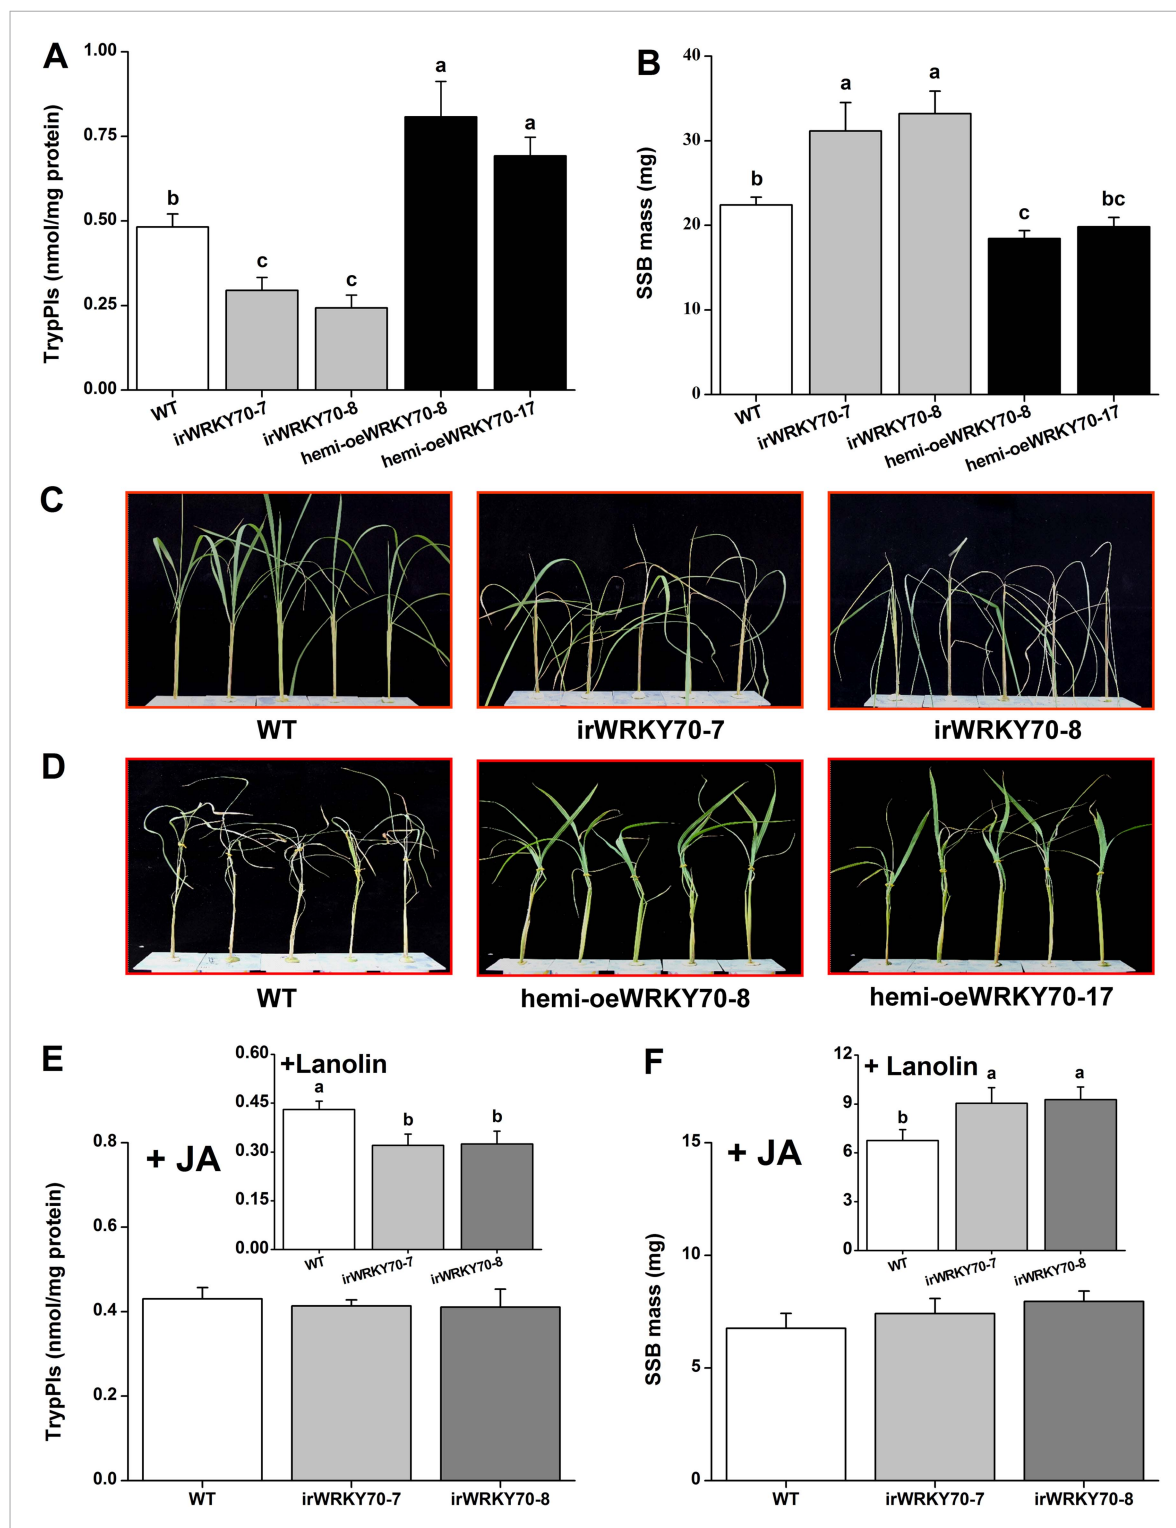 A
TrypPIs (nmol/mg protein)
1.00
0.75
0.50
0.25
0.00
b
c
c
a
a
WT
irWRKY70-7
irWRKY70-8
hemi-oeWRKY70-8
hemi-oeWRKY70-17
B
SSB mass (mg)
40
30
20
10
0
b
a
a
c
bc
WT
irWRKY70-7
irWRKY70-8
hemi-oeWRKY70-8
hemi-oeWRKY70-17
C
WT
irWRKY70-7
irWRKY70-8
D
WT
hemi-oeWRKY70-8
hemi-oeWRKY70-17
E
TrypPIs (nmol/mg protein)
0.8
0.6
0.4
0.2
0.0
+ JA
WT
irWRKY70-7
irWRKY70-8
+Lanolin
0.60
0.45
0.30
0.15
0.00
a
b
b
WT
irWRKY70-7
irWRKY70-8
F
SSB mass (mg)
15
10
5
0
+ JA
WT
irWRKY70-7
irWRKY70-8
+ Lanolin
12
9
6
3
0
b
a
a
WT
irWRKY70-7
irWRKY70-8